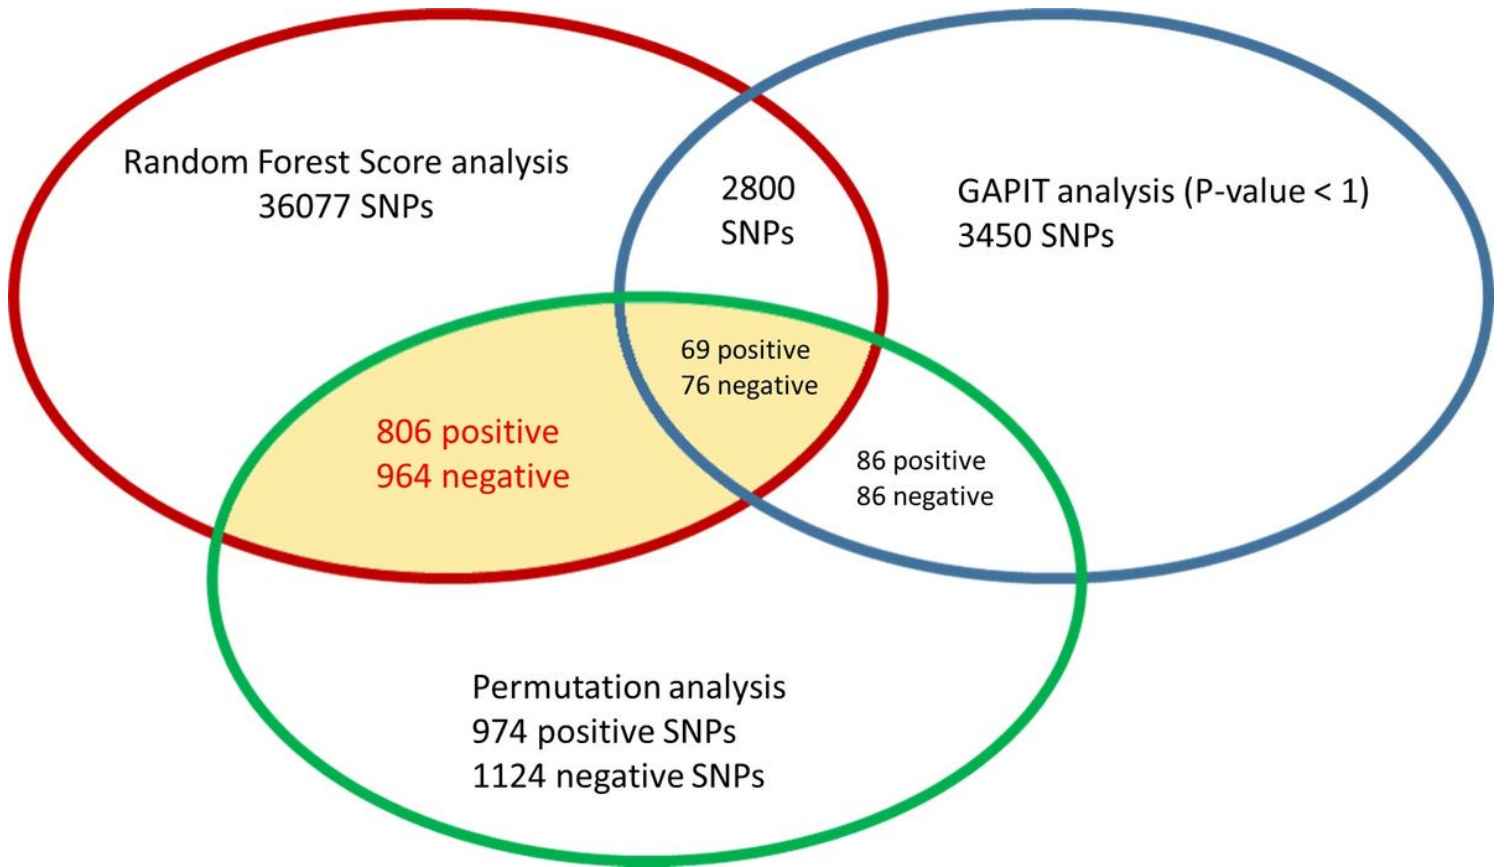 Random Forest Score analysis
36077 SNPs
2800
SNPs
GAPIT analysis (P-value < 1)
3450 SNPs
69 positive
76 negative
806 positive
964 negative
86 positive
86 negative
Permutation analysis
974 positive SNPs
1124 negative SNPs